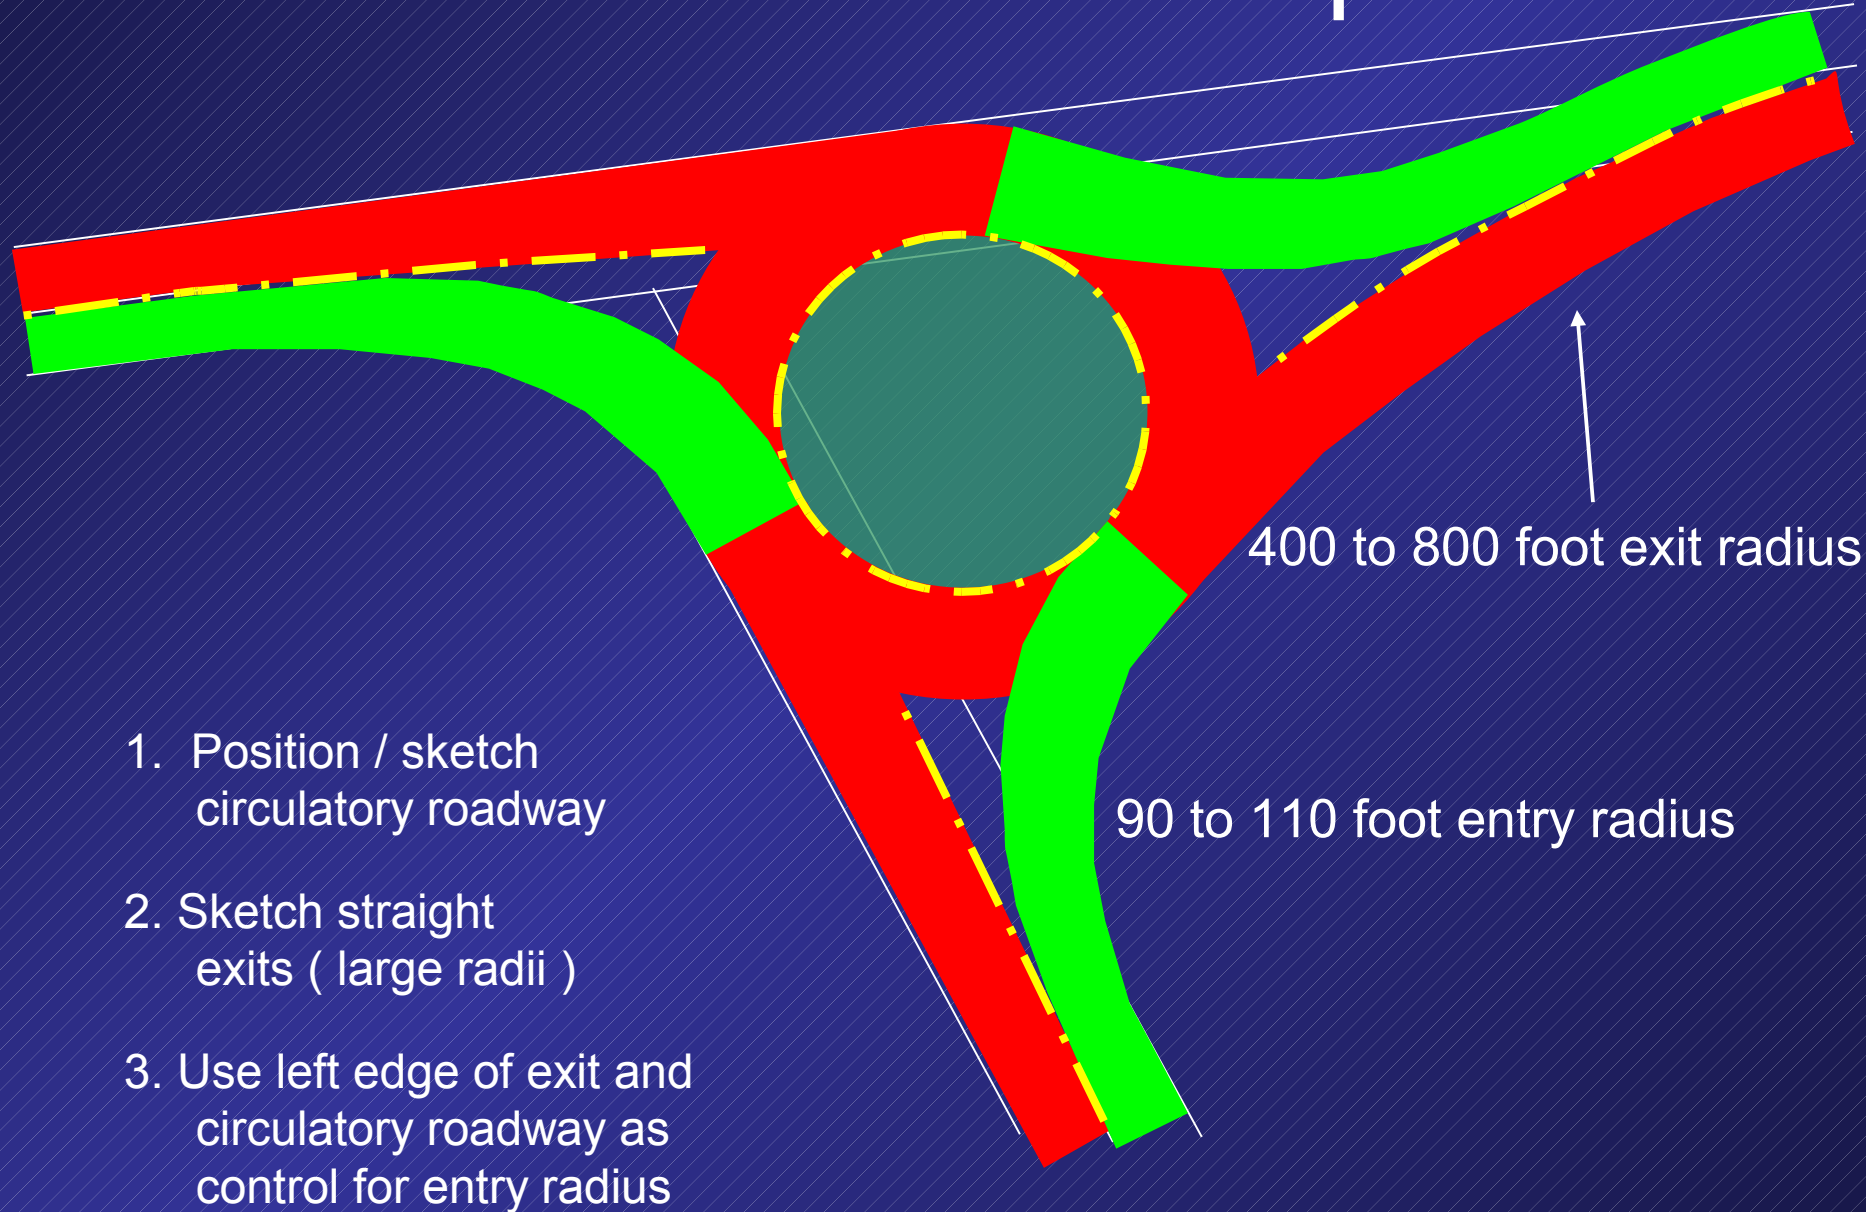 400 to 800 foot exit radius
1. Position / sketch
circulatory roadway
90 to 110 foot entry radius
2. Sketch straight
exits ( large radii )
3. Use left edge of exit and
circulatory roadway as
control for entry radius